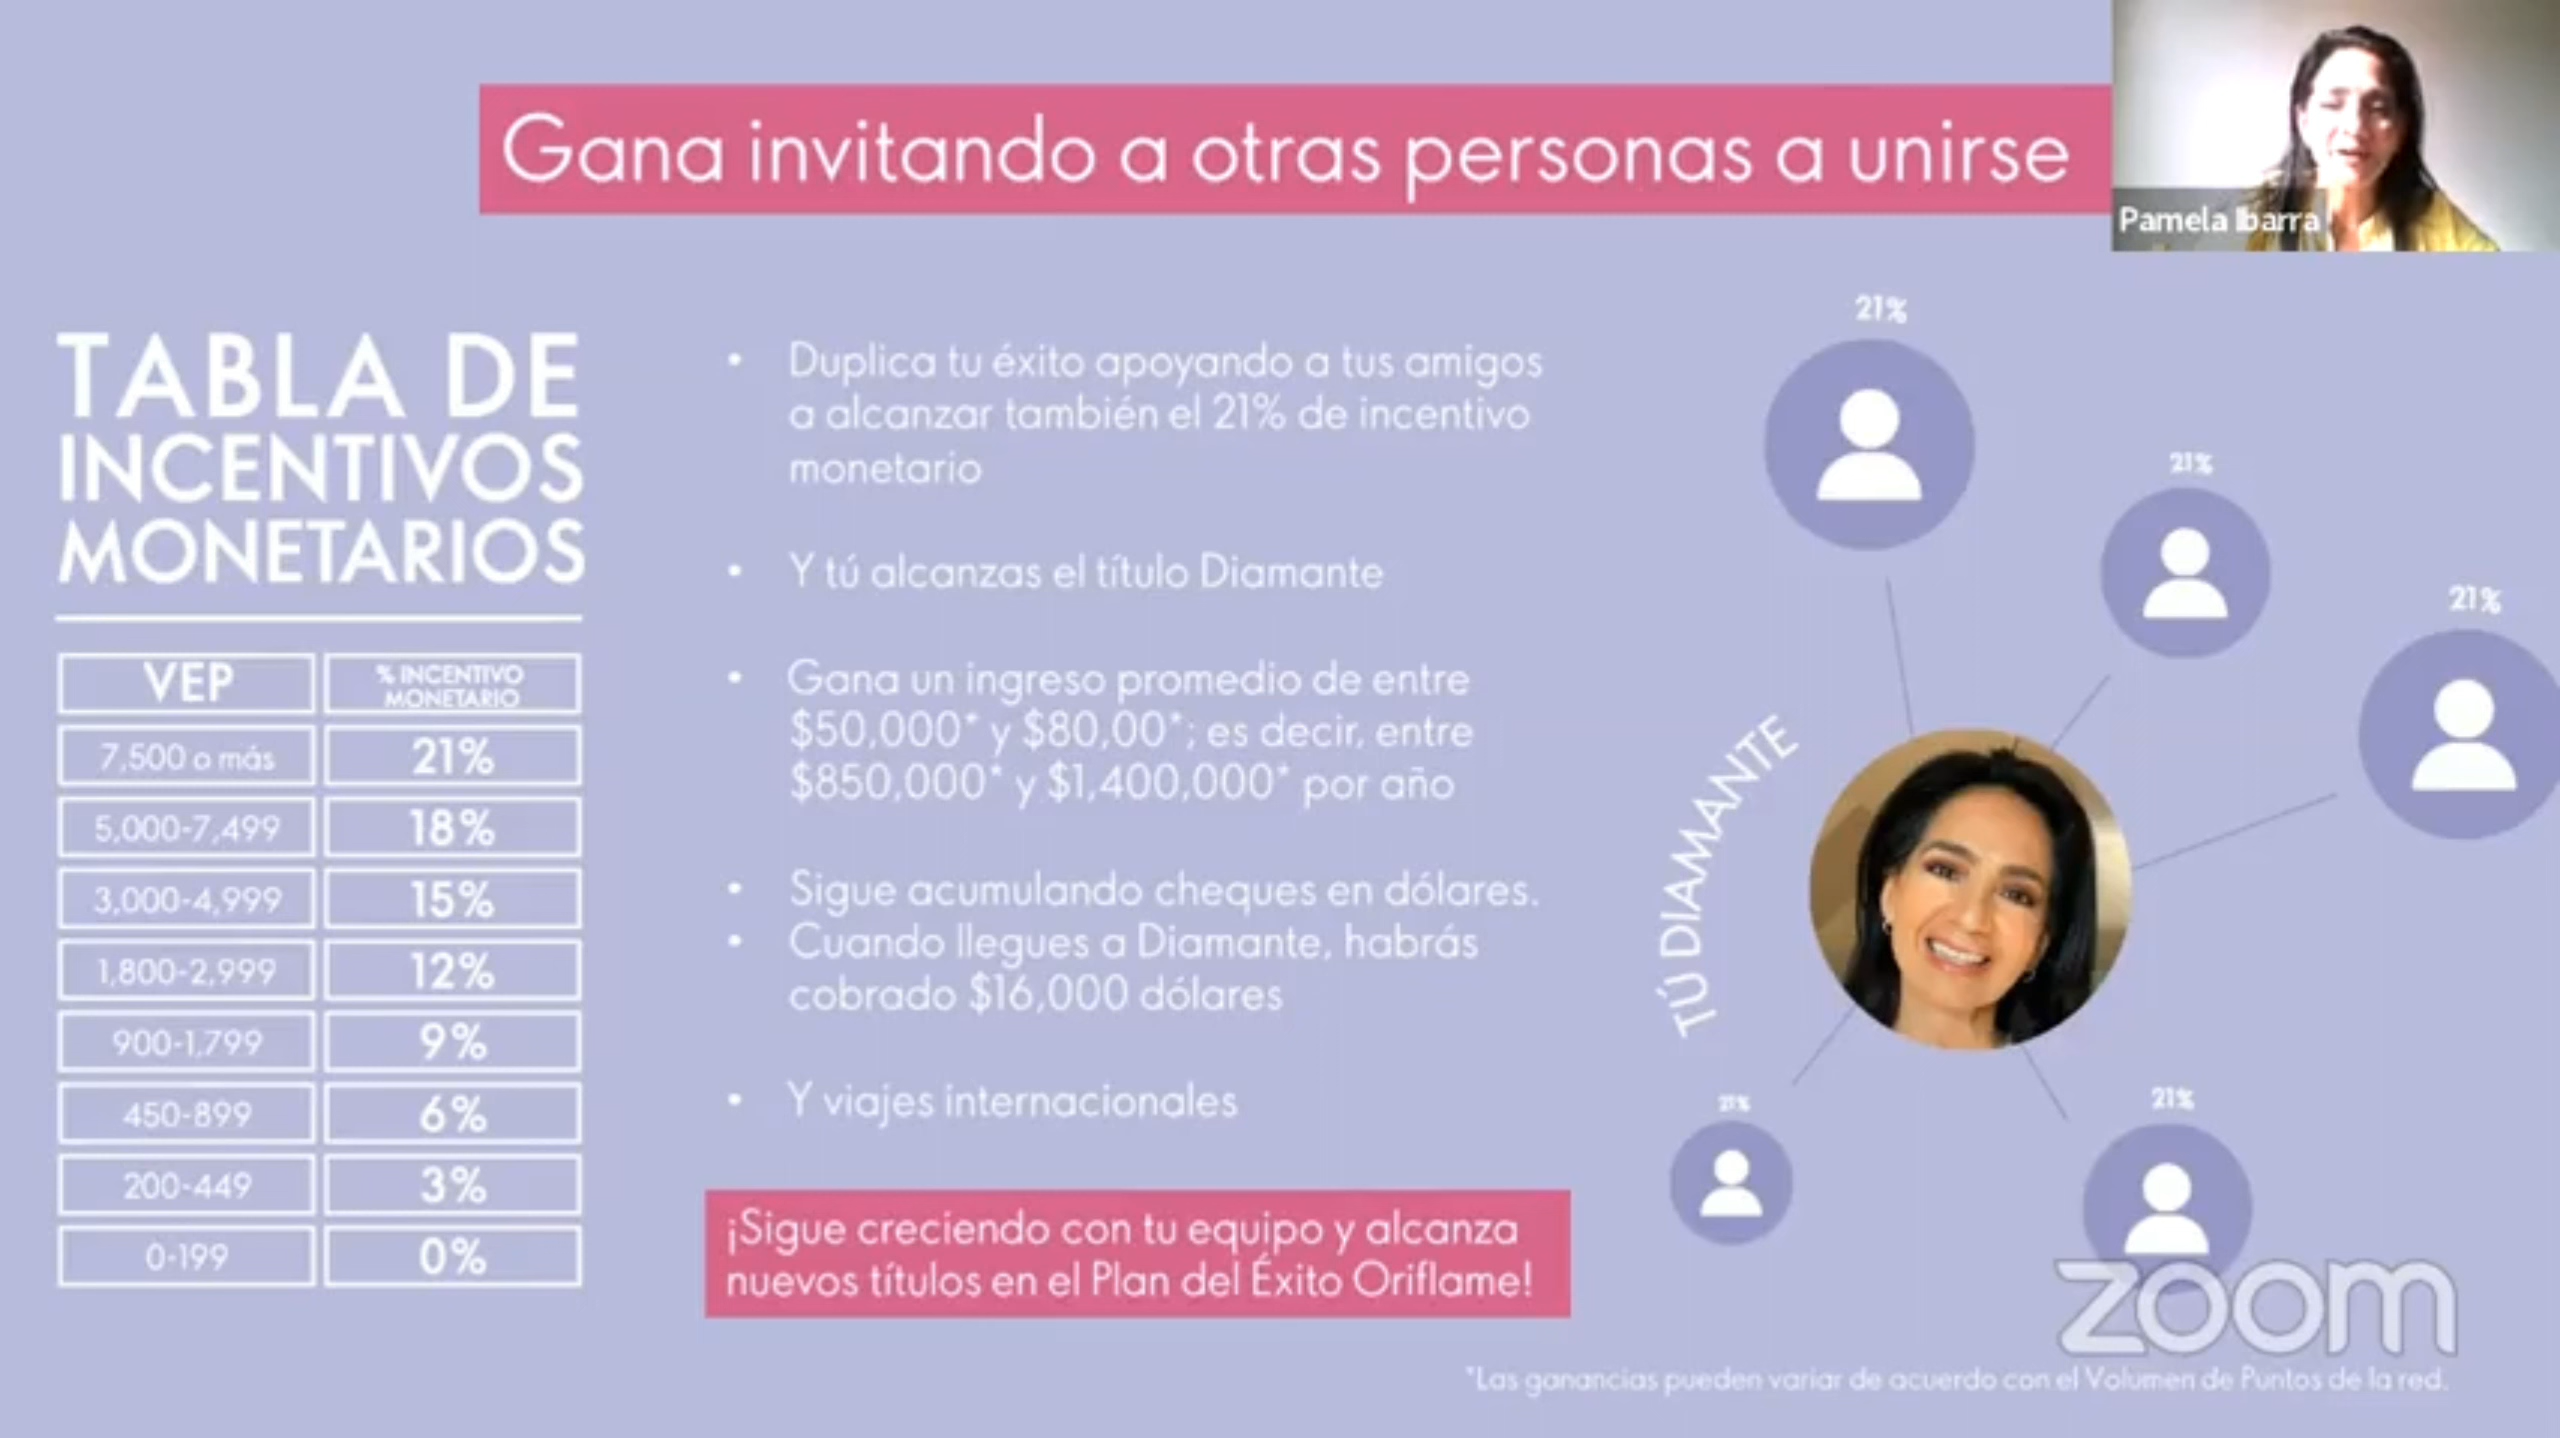 Gana invitando a otras personas a unirse
Pamela Ibarra
TABLA DE
INCENTIVOS
MONETARIOS
VEP
% INCENTIVO
MONETARIO
7,500 o más
21%
5,000-7,499
18%
3,000-4,999
15%
1,800-2,999
12%
900-1,799
9%
450-899
6%
200-449
3%
0-199
0%
• Duplica tu éxito apoyando a tus amigos
a alcanzar también el 21% de incentivo
monetario
• Y tú alcanzas el título Diamante
• Gana un ingreso promedio de entre
$50,000* y $80,00*; es decir, entre
$850,000* y $1,400,000* por año
• Sigue acumulando cheques en dólares.
• Cuando llegues a Diamante, habrás
cobrado $16,000 dólares
• Y viajes internacionales
¡Sigue creciendo con tu equipo y alcanza
nuevos títulos en el Plan del Éxito Oriflame!
21%
21%
21%
TÚ DIAMANTE
21%
21%
zoom
*Las ganancias pueden variar de acuerdo con el Volumen de Puntos de la red.